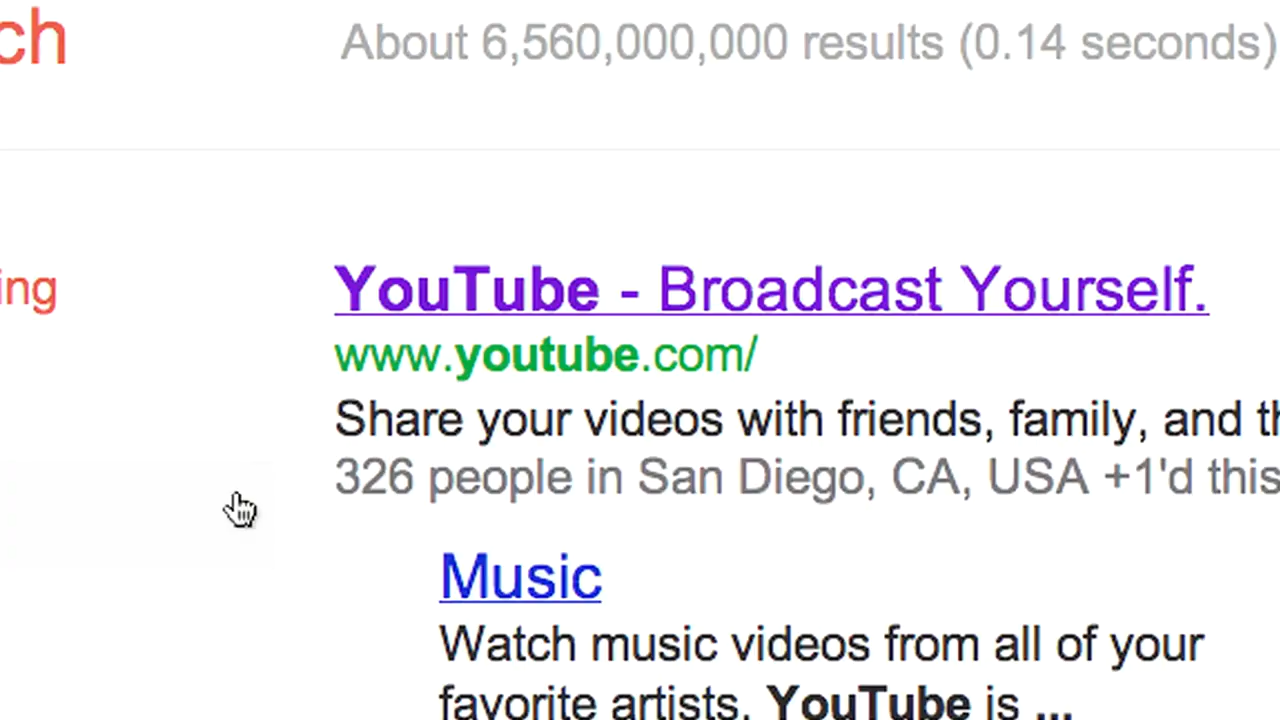 ch
About 6,560,000,000 results (0.14 seconds)
ing
YouTube - Broadcast Yourself.
www.youtube.com/
Share your videos with friends, family, and th
326 people in San Diego, CA, USA +1'd this
Music
Watch music videos from all of your
favorite artists. YouTube is ...